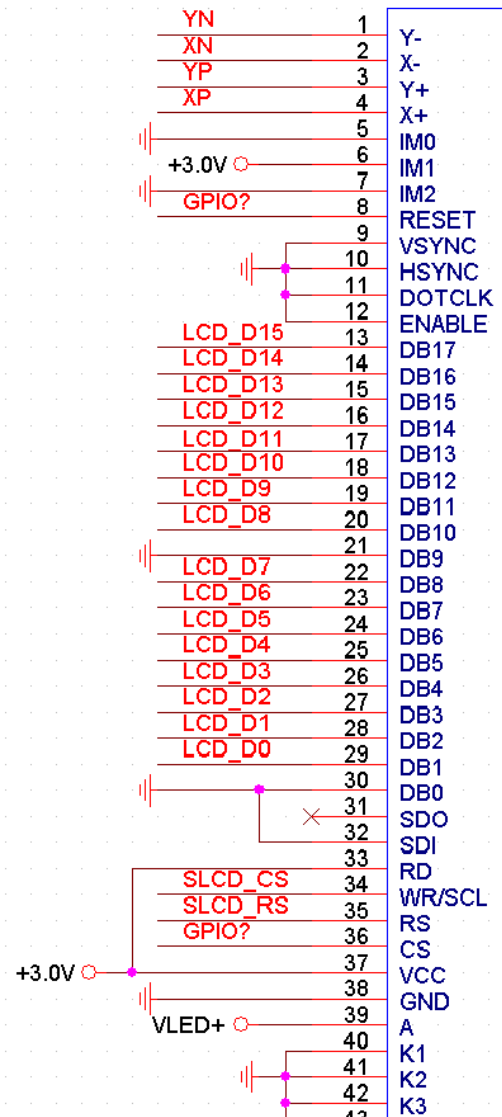 YN 1 Y-
XN 2 X-
YP 3 Y+
XP 4 X+
5 IM0
+3.0V 6 IM1
7 IM2
GPIO? 8 RESET
9 VSYNC
10 HSYNC
11 DOTCLK
12 ENABLE
LCD_D15 13 DB17
LCD_D14 14 DB16
LCD_D13 15 DB15
LCD_D12 16 DB14
LCD_D11 17 DB13
LCD_D10 18 DB12
LCD_D9 19 DB11
LCD_D8 20 DB10
21 DB9
LCD_D7 22 DB8
LCD_D6 23 DB7
LCD_D5 24 DB6
LCD_D4 25 DB5
LCD_D3 26 DB4
LCD_D2 27 DB3
LCD_D1 28 DB2
LCD_D0 29 DB1
30 DB0
31 SDO
32 SDI
33 RD
SLCD_CS 34 WR/SCL
SLCD_RS 35 RS
GPIO? 36 CS
+3.0V 37 VCC
38 GND
VLED+ 39 A
40 K1
41 K2
42 K3